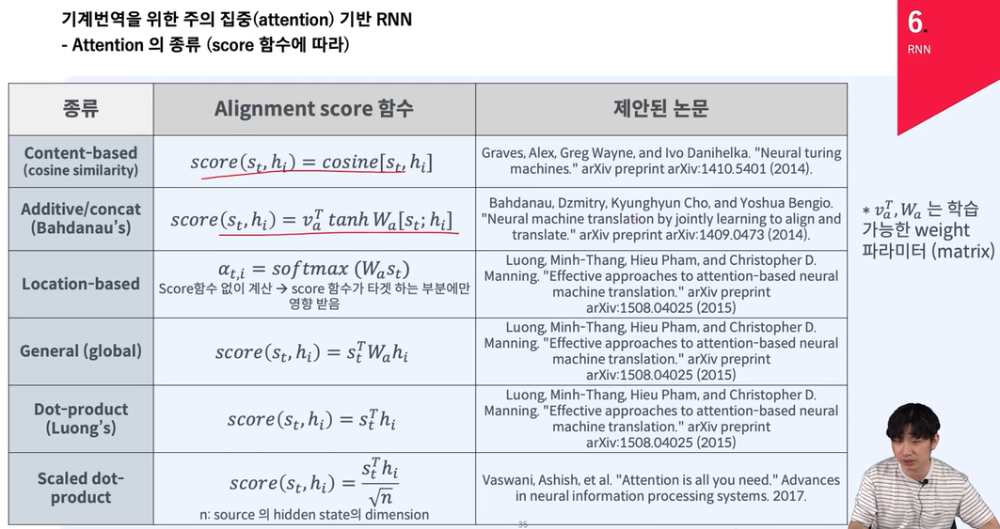 기계번역을 위한 주의 집중(attention) 기반 RNN
- Attention 의 종류 (score 함수에 따라)
6.
RNN
종류
Alignment score 함수
제안된 논문
Content-based
(cosine similarity)
score(s_t, h_i) = cosine[s_t, h_i]
Graves, Alex, Greg Wayne, and Ivo Danihelka. "Neural turing
machines." arXiv preprint arXiv:1410.5401 (2014).
Additive/concat
(Bahdanau's)
score(s_t, h_i) = v_a^T tanh W_a[s_t; h_i]
Bahdanau, Dzmitry, Kyunghyun Cho, and Yoshua Bengio.
"Neural machine translation by jointly learning to align and
translate." arXiv preprint arXiv:1409.0473 (2014).
Location-based
α_{t,i} = softmax (W_a s_t)
Score함수 없이 계산 → score 함수가 타겟 하는 부분에만
영향 받음
Luong, Minh-Thang, Hieu Pham, and Christopher D.
Manning. "Effective approaches to attention-based neural
machine translation." arXiv preprint
arXiv:1508.04025 (2015)
General (global)
score(s_t, h_i) = s_t^T W_a h_i
Luong, Minh-Thang, Hieu Pham, and Christopher D.
Manning. "Effective approaches to attention-based neural
machine translation." arXiv preprint
arXiv:1508.04025 (2015)
Dot-product
(Luong's)
score(s_t, h_i) = s_t^T h_i
Luong, Minh-Thang, Hieu Pham, and Christopher D.
Manning. "Effective approaches to attention-based neural
machine translation." arXiv preprint
arXiv:1508.04025 (2015)
Scaled dot-
product
score(s_t, h_i) = s_t^T h_i / √n
n: source 의 hidden state의 dimension
Vaswani, Ashish, et al. "Attention is all you need." Advances
in neural information processing systems. 2017.
* v_a^T, W_a 는 학습
가능한 weight
파라미터 (matrix)
35